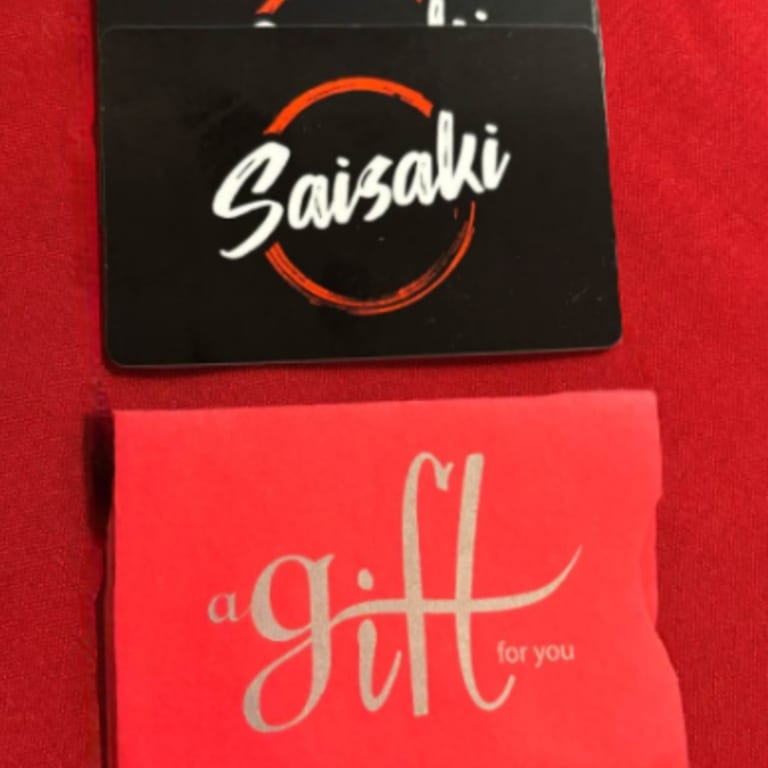 Saisaki
a gift
for you